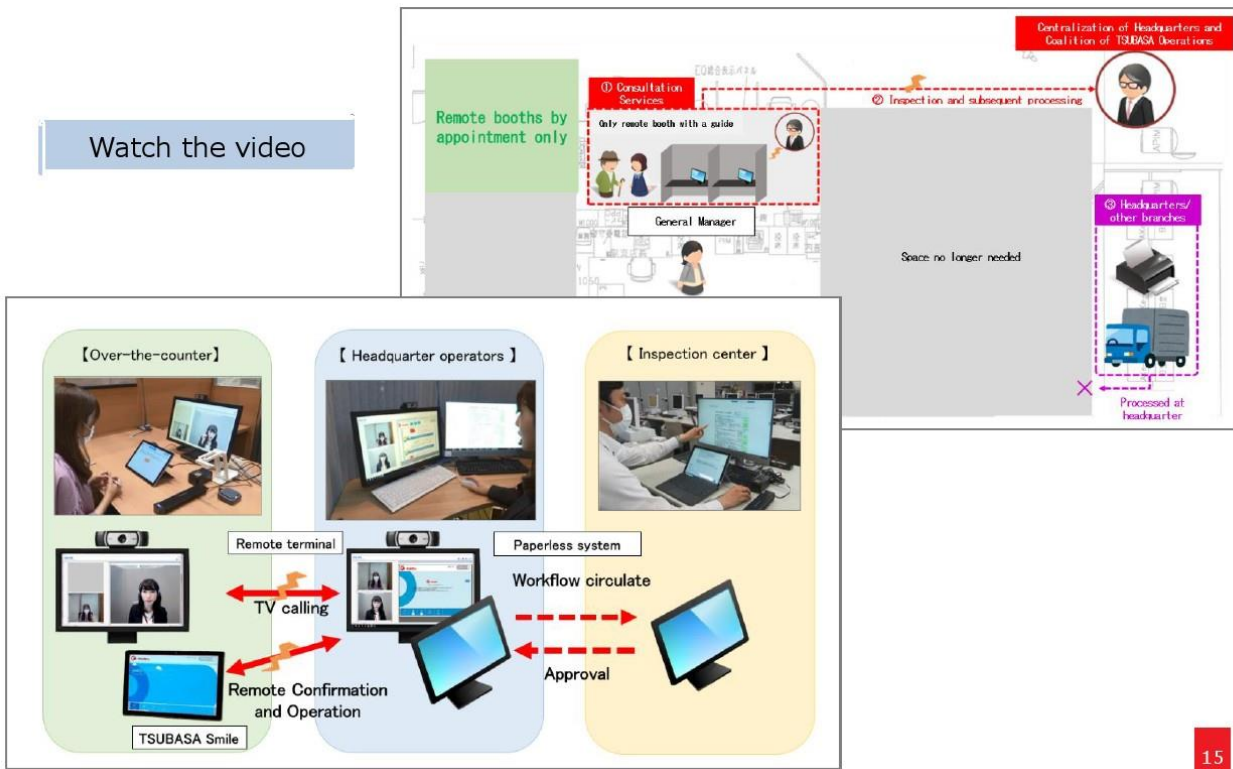 Watch the video
Centralization of Headquarters and
Coalition of TSUBASA Operations
Remote booths by
appointment only
① Consultation
Services
② Inspection and subsequent processing
Only remote booth with a guide
General Manager
Space no longer needed
③ Headquarters/
other branches
Processed at
headquarter
【Over-the-counter】
【 Headquarter operators 】
【 Inspection center 】
Remote terminal
TV calling
Remote Confirmation
and Operation
TSUBASA Smile
Paperless system
Workflow circulate
Approval
15